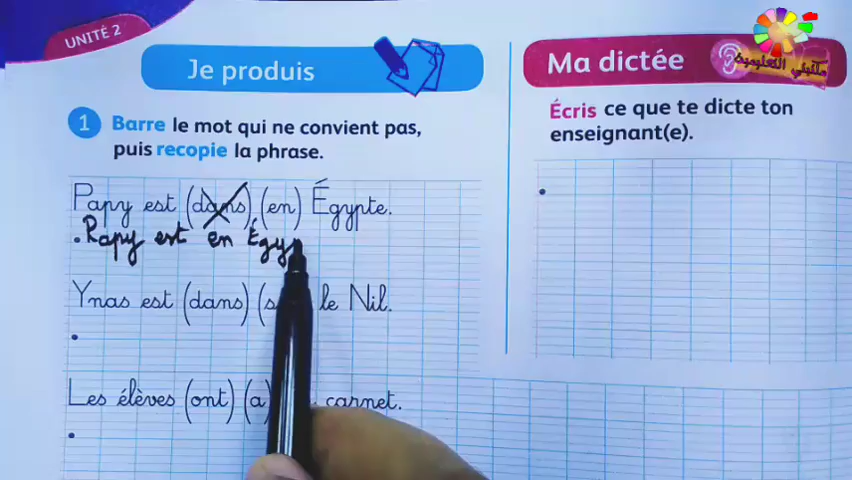 UNITÉ 2
Je produis
1 Barre le mot qui ne convient pas,
puis recopie la phrase.
Papy est (dans) (en) Égypte.
.Papy est en Égyp
Ynas est (dans) (s le Nil.
•
Les élèves (ont) (a) carnet.
•
Ma dictée
Écris ce que te dicte ton
enseignant(e).
•
ملكيتي التعليمية